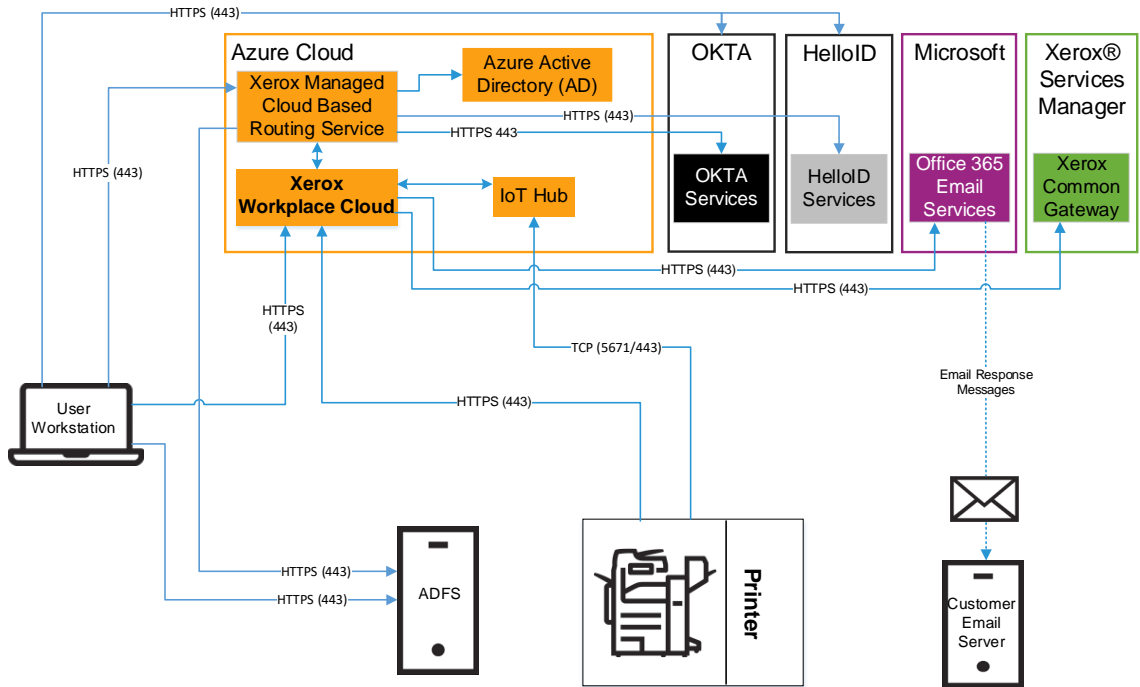 HTTPS (443)
Azure Cloud
OKTA
HelloID
Microsoft
Xerox®
Services
Manager
Xerox Managed
Cloud Based
Routing Service
Azure Active
Directory (AD)
HTTPS (443)
HTTPS 443
HTTPS (443)
Xerox
Workplace Cloud
IoT Hub
OKTA
Services
HelloID
Services
Office 365
Email
Services
Xerox
Common
Gateway
HTTPS (443)
HTTPS (443)
HTTPS
(443)
TCP (5671/443)
Email Response
Messages
HTTPS (443)
User
Workstation
HTTPS (443)
HTTPS (443)
ADFS
Printer
Customer
Email
Server